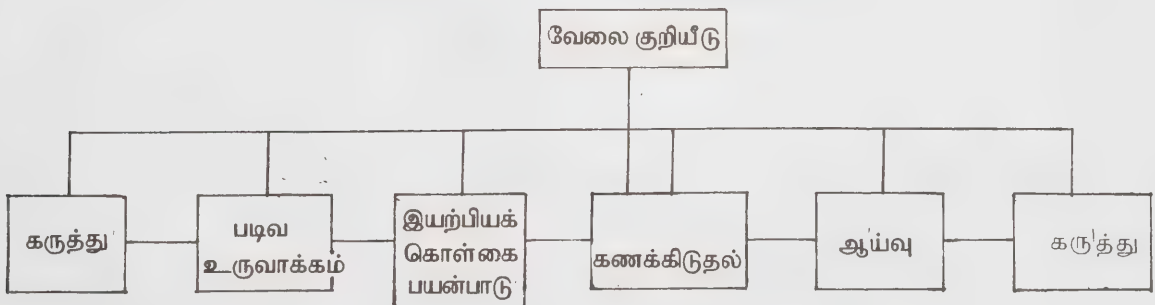 வேலை குறியீடு
கருத்து
படிவ
உருவாக்கம்
இயற்பியக்
கொள்கை
பயன்பாடு
கணக்கிடுதல்
ஆய்வு
கருத்து